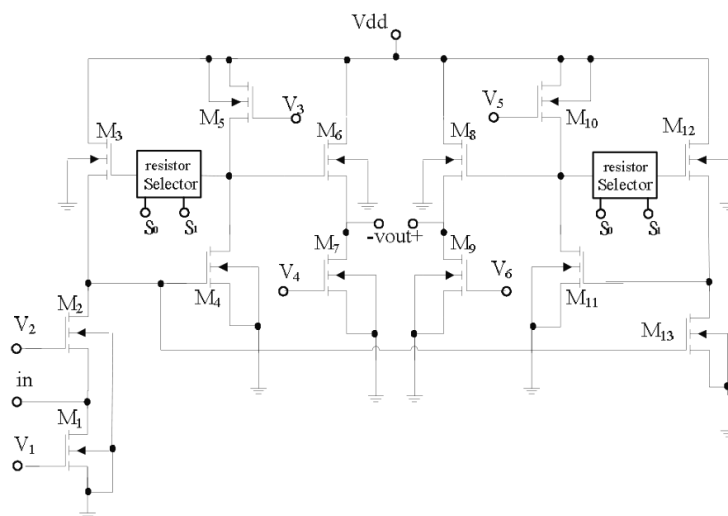 Vdd
M₃
M₅
V₃
M₆
M₈
V₅
M₁₀
M₁₂
resistor
Selector
S₀
S₁
resistor
Selector
S₀
S₁
-vout+
M₂
V₂
M₄
V₄
M₇
M₉
V₆
M₁₁
M₁₃
in
M₁
V₁